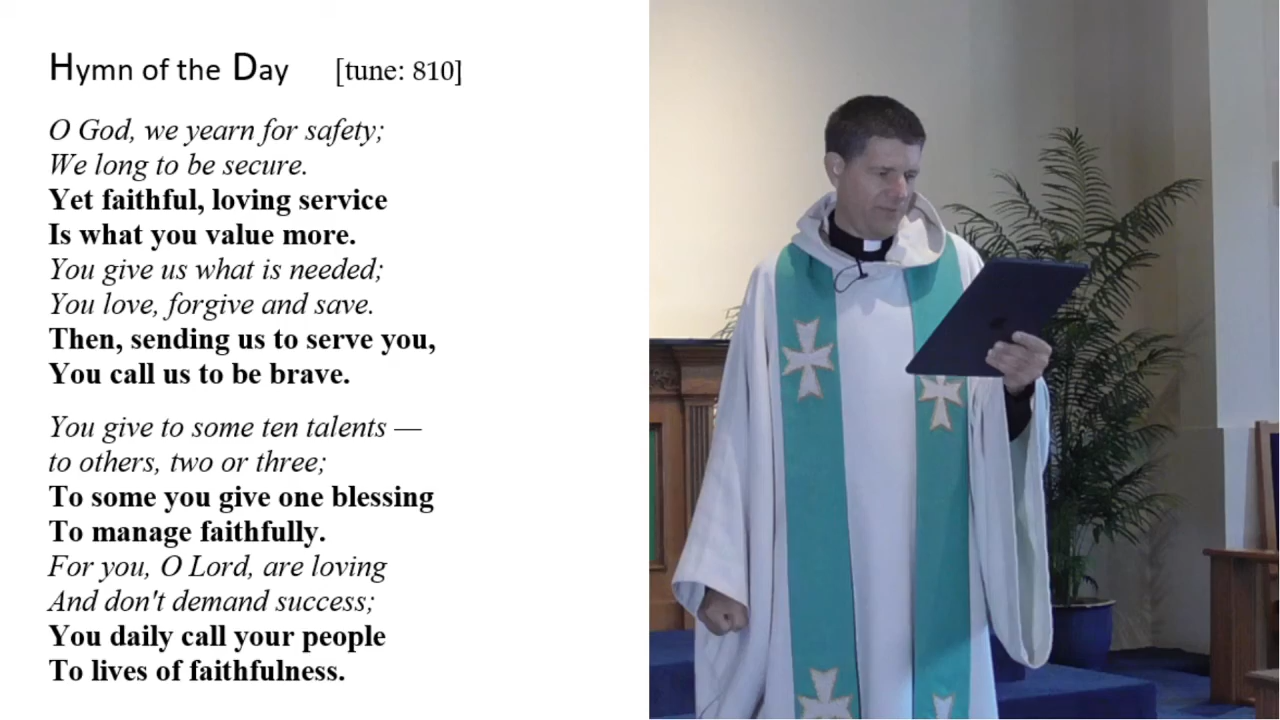 Hymn of the Day [tune: 810]
O God, we yearn for safety;
We long to be secure.
Yet faithful, loving service
Is what you value more.
You give us what is needed;
You love, forgive and save.
Then, sending us to serve you,
You call us to be brave.
You give to some ten talents —
to others, two or three;
To some you give one blessing
To manage faithfully.
For you, O Lord, are loving
And don't demand success;
You daily call your people
To lives of faithfulness.